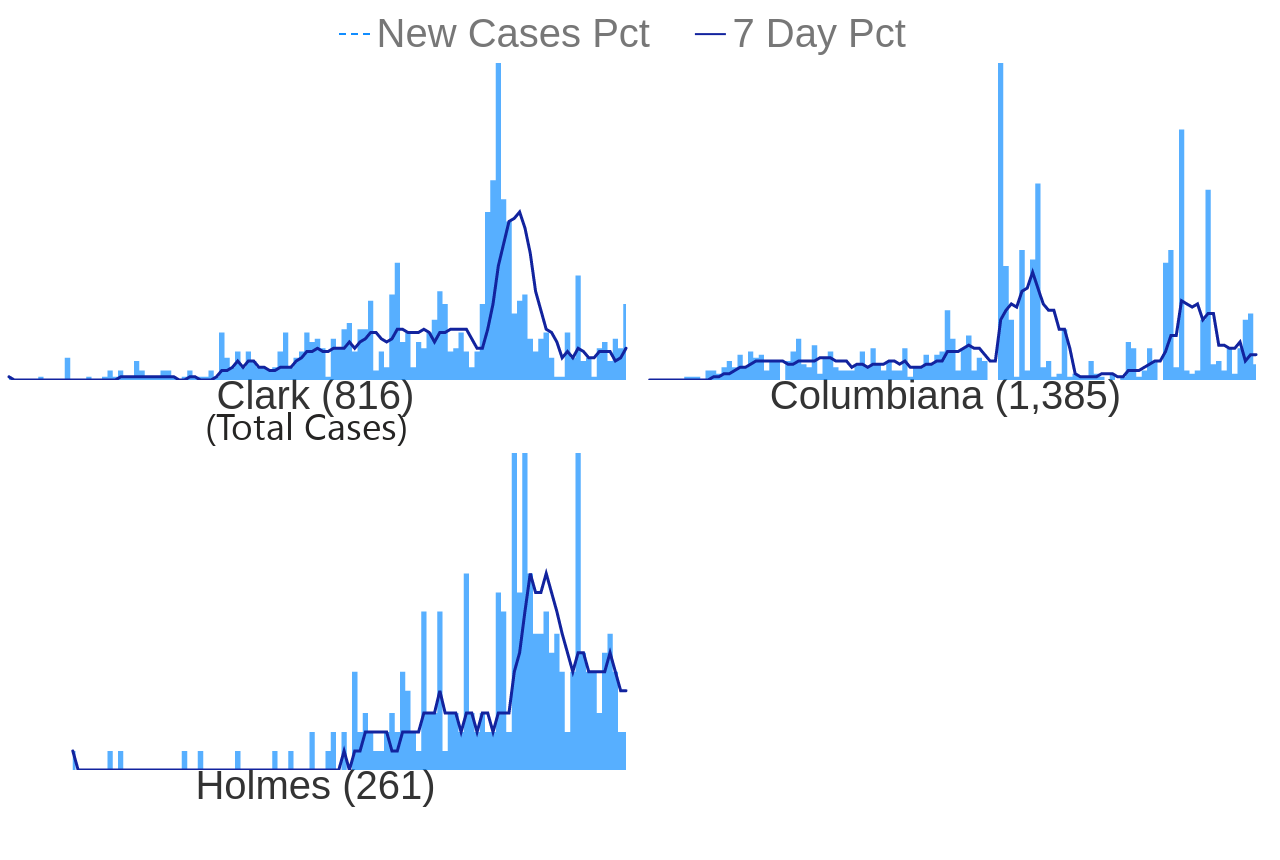 New Cases Pct 7 Day Pct
Clark (816)
(Total Cases)
Columbiana (1,385)
Holmes (261)